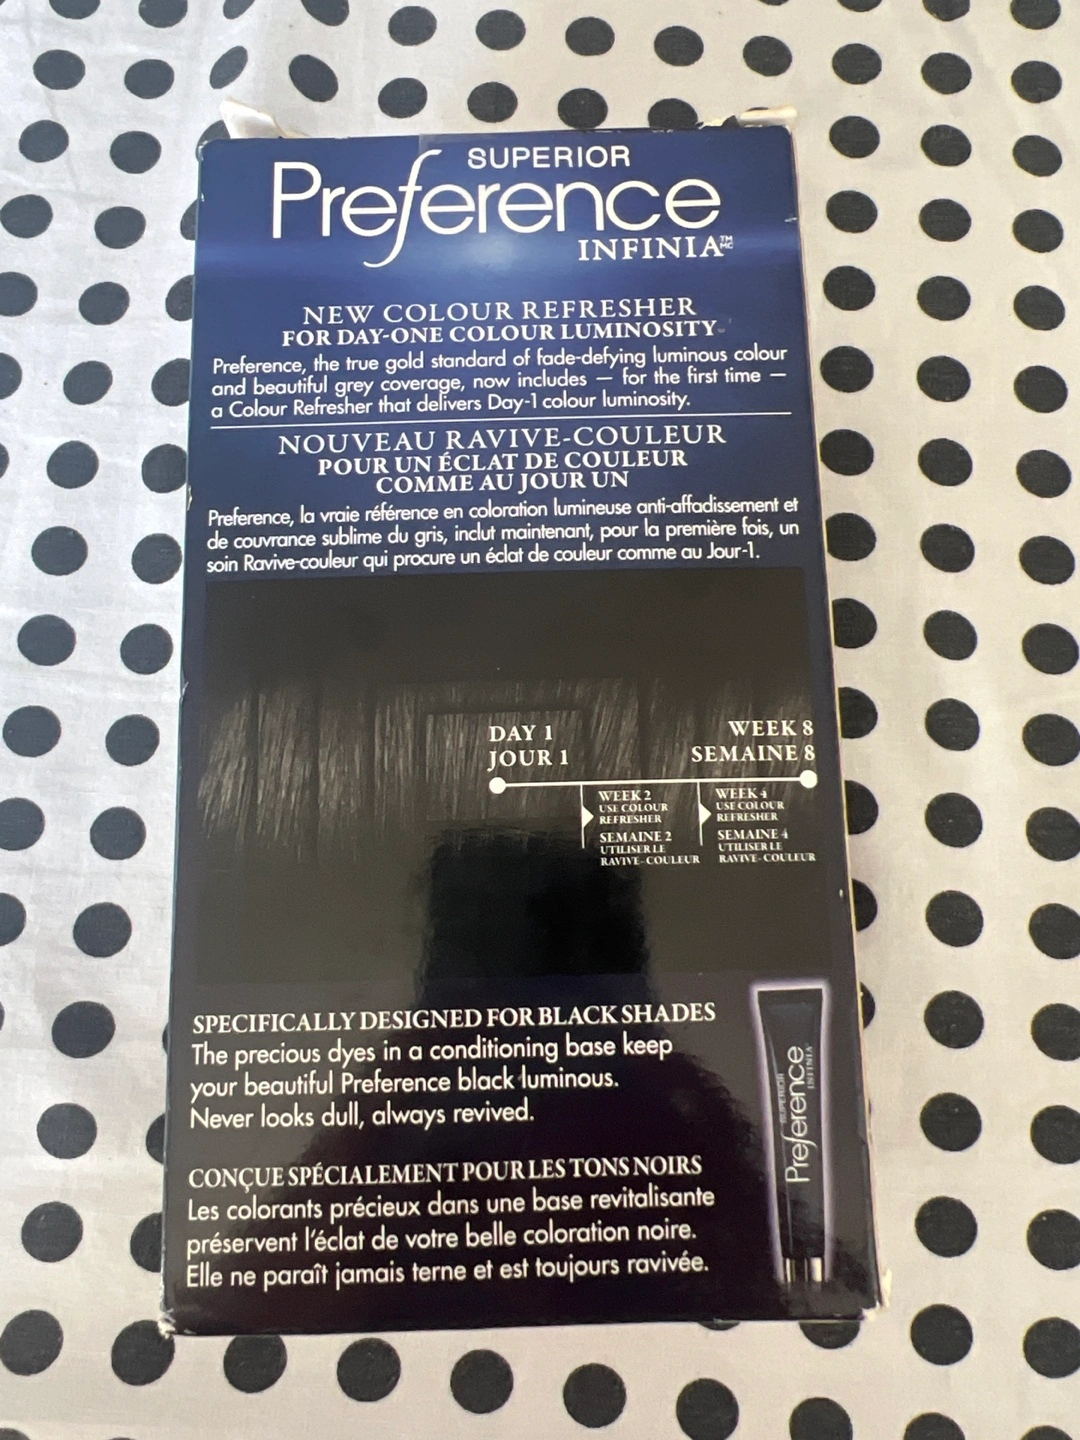 SUPERIOR
Preference
INFINIA™ MC
NEW COLOUR REFRESHER
FOR DAY-ONE COLOUR LUMINOSITY
Preference, the true gold standard of fade-defying luminous colour
and beautiful grey coverage, now includes — for the first time —
a Colour Refresher that delivers Day-1 colour luminosity.
NOUVEAU RAVIVE-COULEUR
POUR UN ÉCLAT DE COULEUR
COMME AU JOUR UN
Preference, la vraie référence en coloration lumineuse anti-affadissement et
de couvrance sublime du gris, inclut maintenant, pour la première fois, un
soin Ravive-couleur qui procure un éclat de couleur comme au Jour-1.
DAY 1
JOUR 1
WEEK 8
SEMAINE 8
WEEK 2
USE COLOUR
REFRESHER
SEMAINE 2
UTILISER LE
RAVIVE-COULEUR
WEEK 4
USE COLOUR
REFRESHER
SEMAINE 4
UTILISER LE
RAVIVE-COULEUR
SPECIFICALLY DESIGNED FOR BLACK SHADES
The precious dyes in a conditioning base keep
your beautiful Preference black luminous.
Never looks dull, always revived.
CONÇUE SPÉCIALEMENT POUR LES TONS NOIRS
Les colorants précieux dans une base revitalisante
préservent l'éclat de votre belle coloration noire.
Elle ne paraît jamais terne et est toujours ravivée.
SUPERIOR
Preference
INFINIA